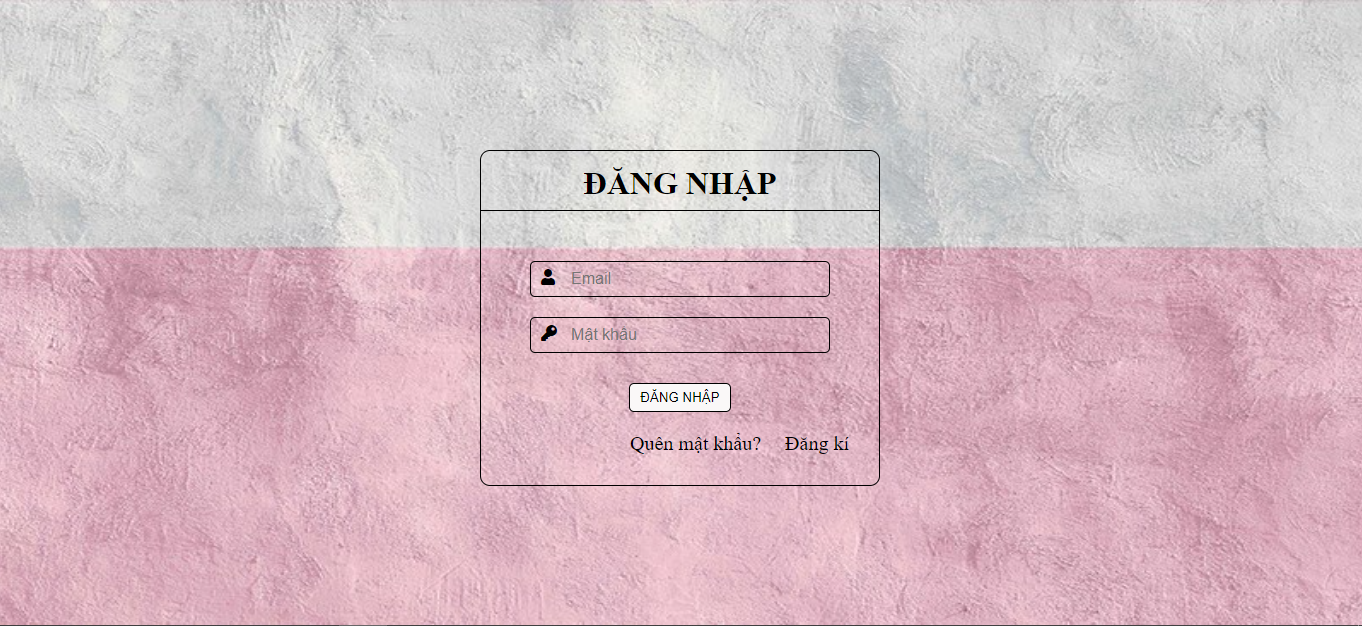 ĐĂNG NHẬP
Email
Mật khẩu
ĐĂNG NHẬP
Quên mật khẩu? Đăng kí